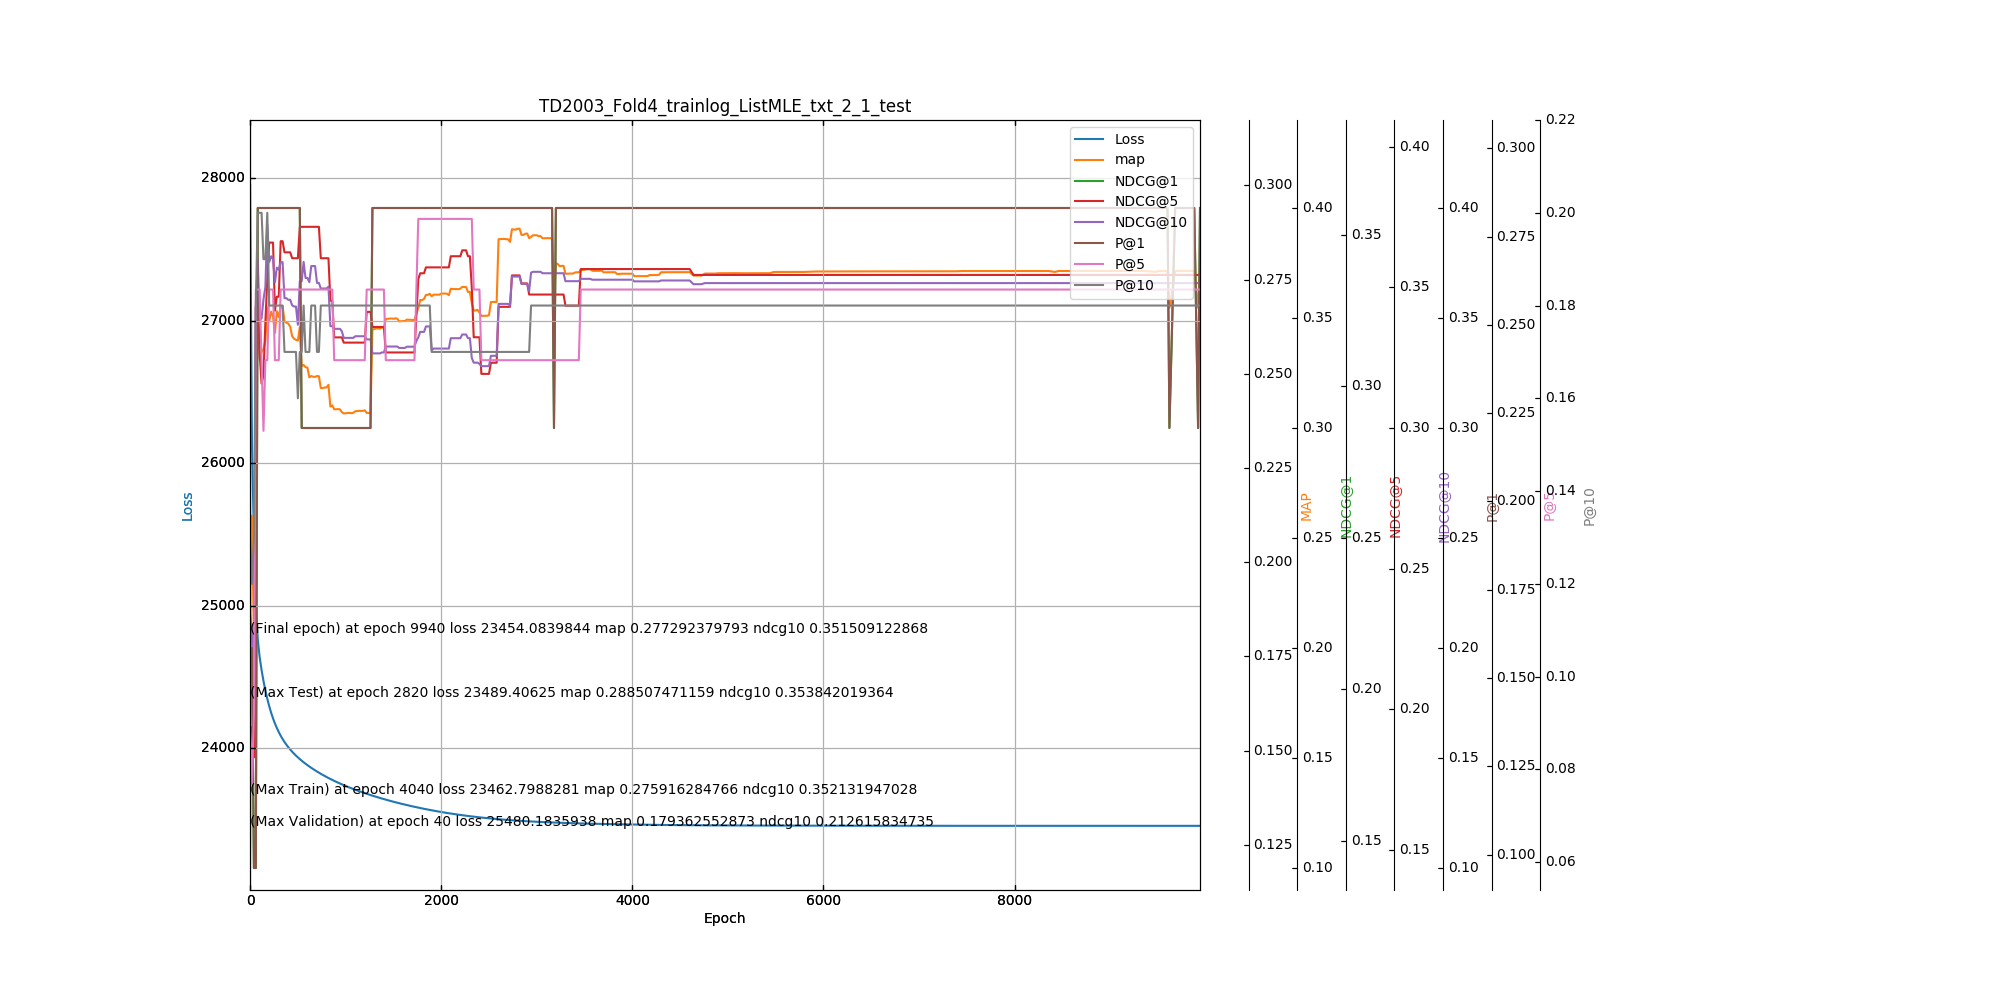 TD2003_Fold4_trainlog_ListMLE_txt_2_1_test
Loss
map
NDCG@1
NDCG@5
NDCG@10
P@1
P@5
P@10
28000
27000
26000
25000
24000
Loss
(Final epoch) at epoch 9940 loss 23454.0839844 map 0.277292379793 ndcg10 0.351509122868
(Max Test) at epoch 2820 loss 23489.40625 map 0.288507471159 ndcg10 0.353842019364
(Max Train) at epoch 4040 loss 23462.7988281 map 0.275916284766 ndcg10 0.352131947028
(Max Validation) at epoch 40 loss 25480.1835938 map 0.179362552873 ndcg10 0.212615834735
0 2000 4000 6000 8000
Epoch
0.300
0.275
0.250
0.225
0.200
0.175
0.150
0.125
MAP
0.40
0.35
0.30
0.25
0.20
0.15
0.10
NDCG@1
0.35
0.30
0.25
0.20
0.15
NDCG@5
0.40
0.35
0.30
0.25
0.20
0.15
NDCG@10
0.40
0.35
0.30
0.25
0.20
0.15
0.10
P@1
0.300
0.275
0.250
0.225
0.200
0.175
0.150
0.125
0.100
P@5
0.22
0.20
0.18
0.16
0.14
0.12
0.10
0.08
0.06
P@10